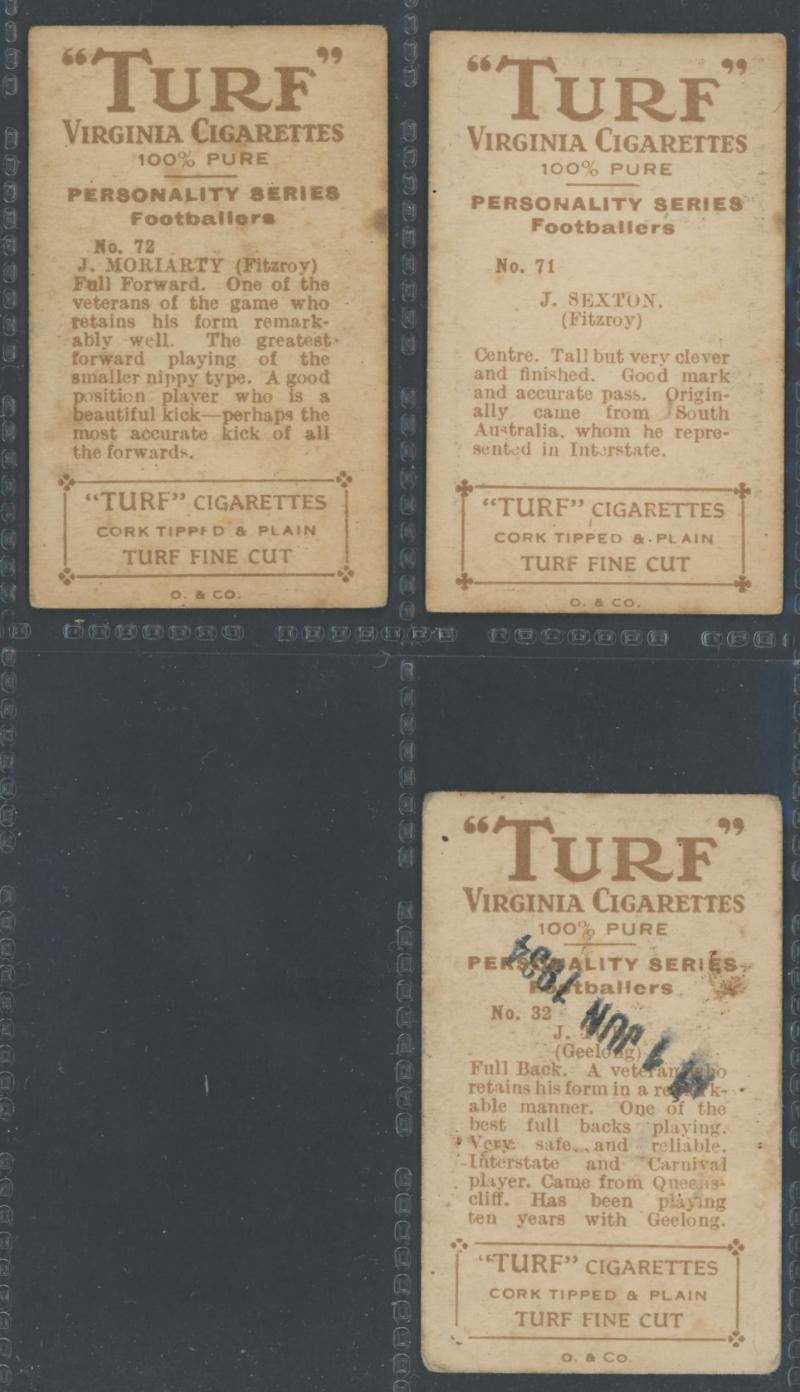 “TURF”
VIRGINIA CIGARETTES
100% PURE
PERSONALITY SERIES
Footballers
No. 72
J. MORIARTY (Fitzroy)
Full Forward. One of the
veterans of the game who
retains his form remark-
ably well. The greatest
forward playing of the
smaller nippy type. A good
position player who is a
beautiful kick—perhaps the
most accurate kick of all
the forwards.
“TURF” CIGARETTES
CORK TIPPED & PLAIN
TURF FINE CUT
O. & CO.
“TURF”
VIRGINIA CIGARETTES
100% PURE
PERSONALITY SERIES
Footballers
No. 71
J. SEXTON.
(Fitzroy)
Centre. Tall but very clever
and finished. Good mark
and accurate pass. Origin-
ally came from South
Australia, whom he repre-
sented in Interstate.
“TURF” CIGARETTES
CORK TIPPED & PLAIN
TURF FINE CUT
O. & CO.
“TURF”
VIRGINIA CIGARETTES
100% PURE
PERSONALITY SERIES
Footballers
No. 32
J.
(Geelong)
Full Back. A veteran who
retains his form in a remark-
able manner. One of the
best full backs playing.
Very safe and reliable.
Interstate and Carnival
player. Came from Queens-
cliff. Has been playing
ten years with Geelong.
“TURF” CIGARETTES
CORK TIPPED & PLAIN
TURF FINE CUT
O. & CO.